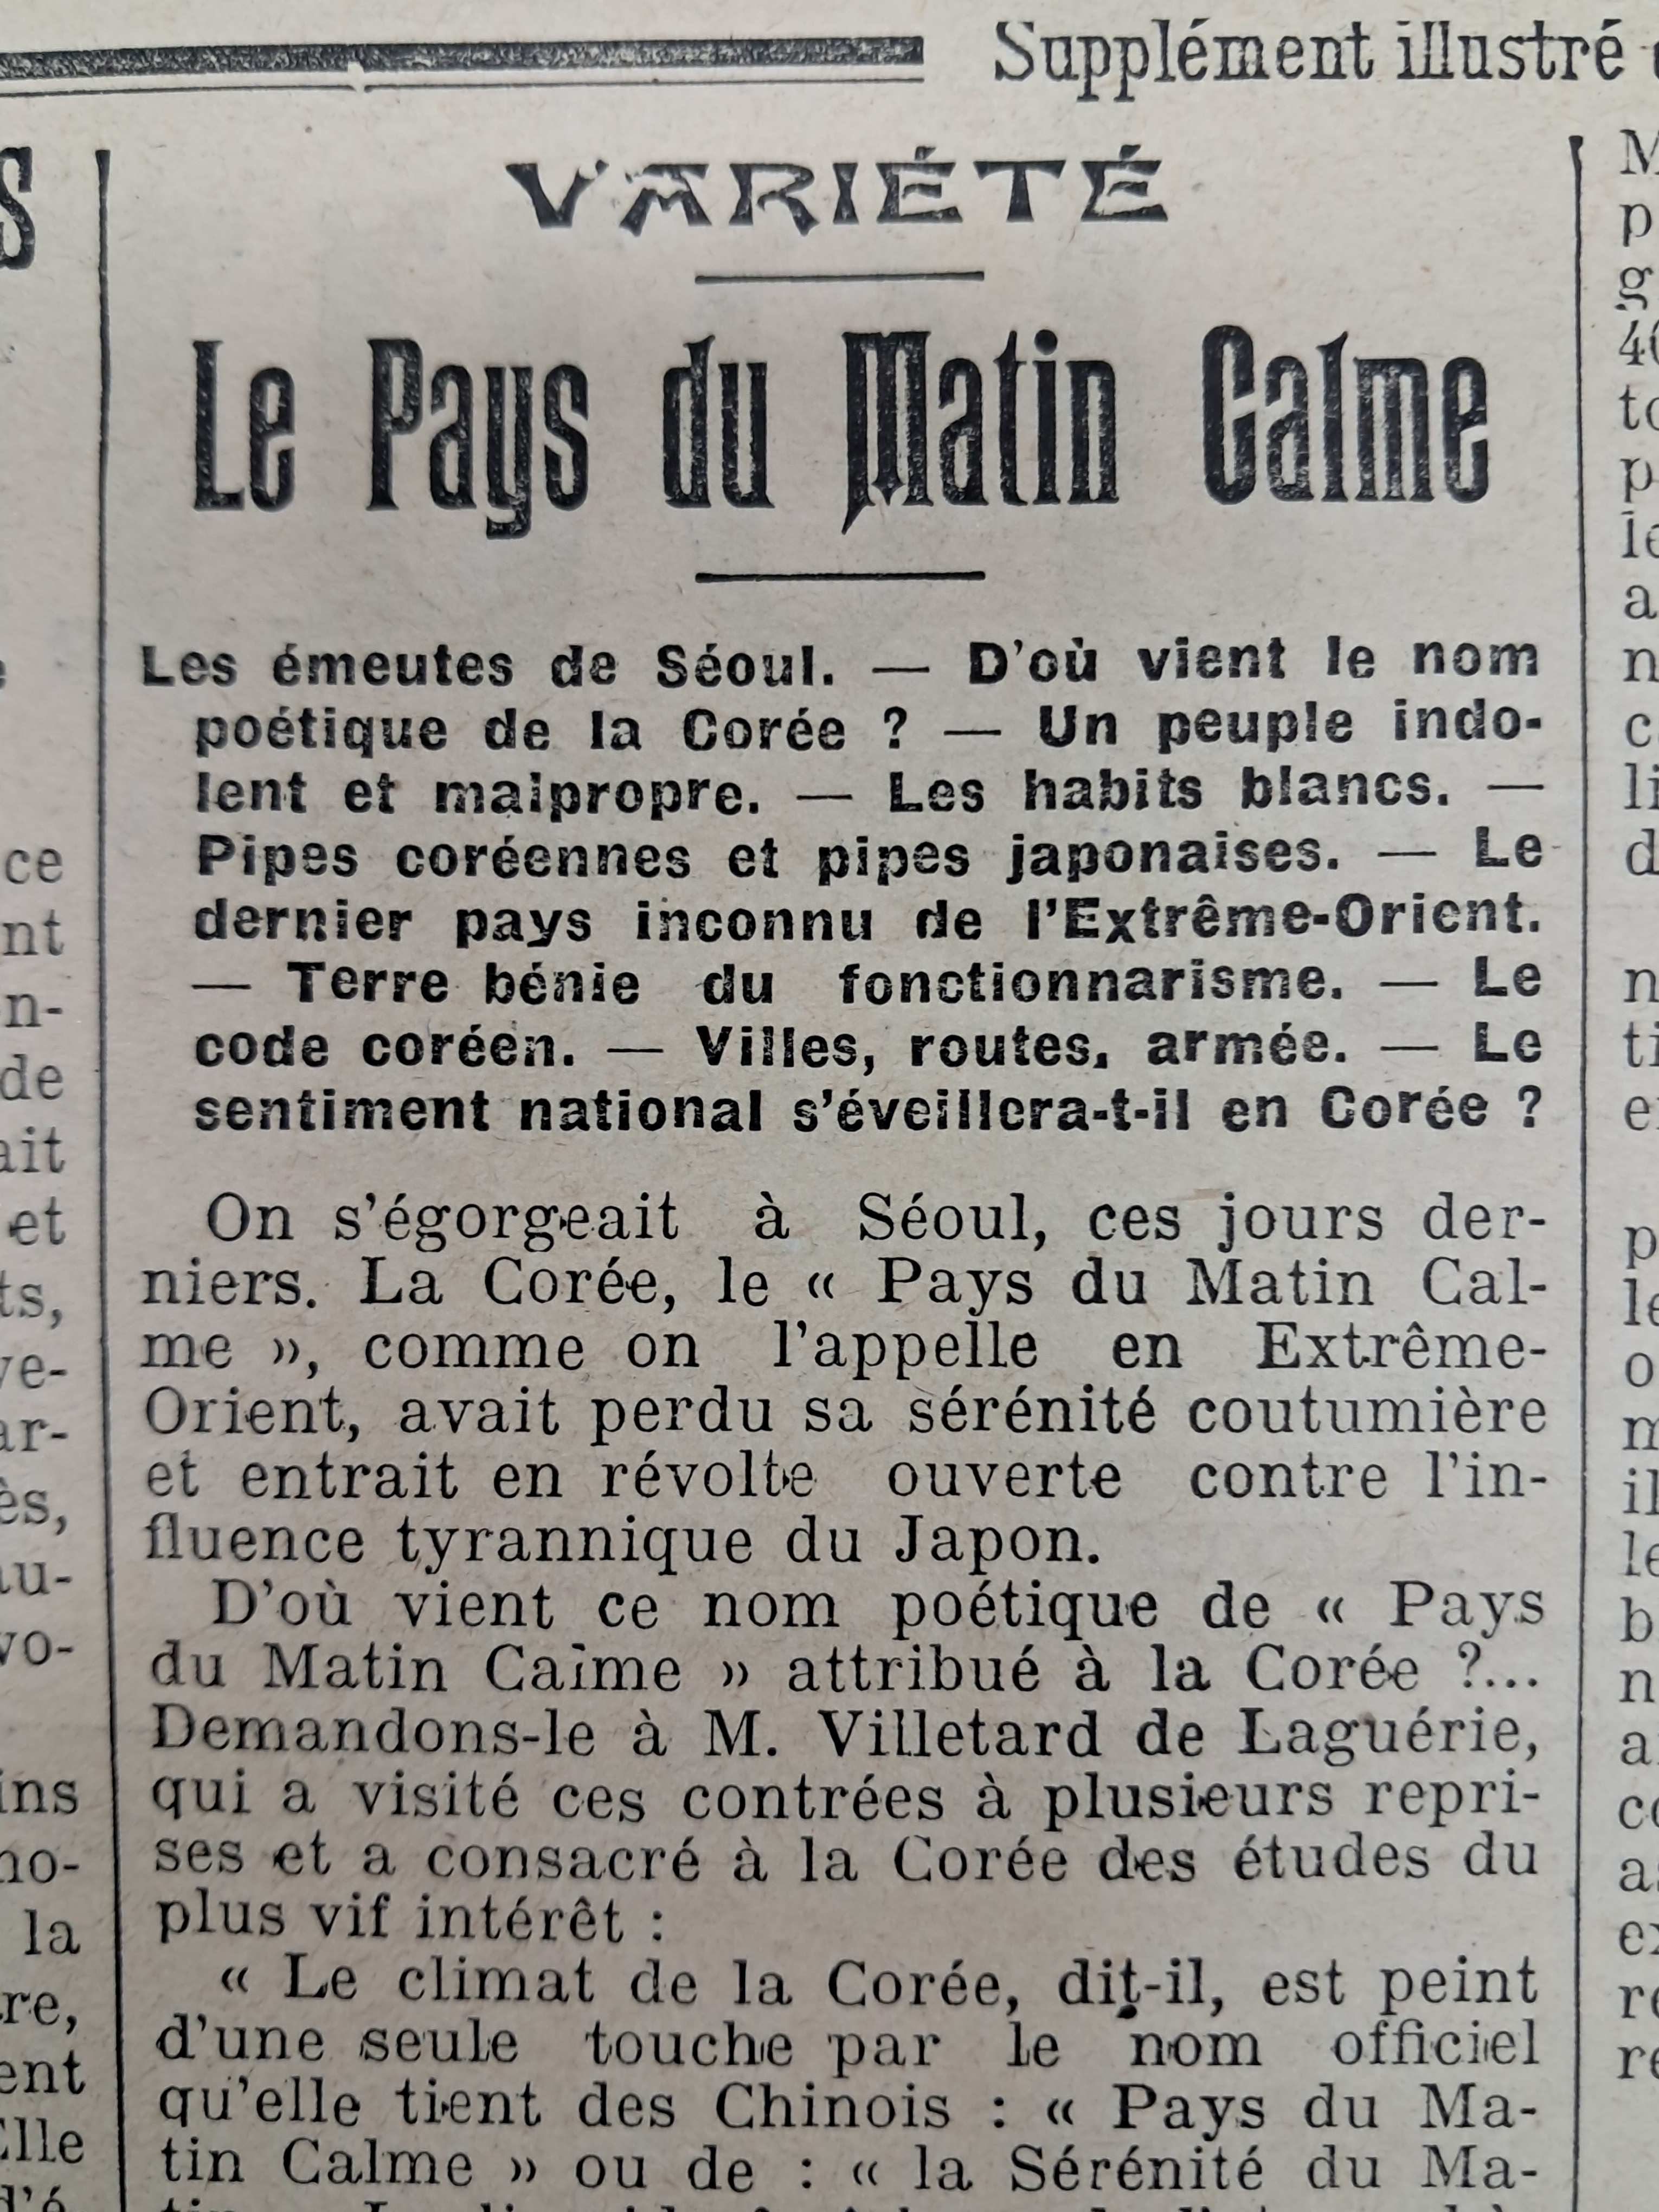 Supplément illustré
VARIÉTÉ
Le Pays du Matin Calme
Les émeutes de Séoul. — D'où vient le nom
poétique de la Corée ? — Un peuple indo-
lent et malpropre. — Les habits blancs. —
Pipes coréennes et pipes japonaises. — Le
dernier pays inconnu de l'Extrême-Orient.
— Terre bénie du fonctionnarisme. — Le
code coréen. — Villes, routes, armée. — Le
sentiment national s'éveillera-t-il en Corée ?
On s'égorgeait à Séoul, ces jours der-
niers. La Corée, le « Pays du Matin Cal-
me », comme on l'appelle en Extrême-
Orient, avait perdu sa sérénité coutumière
et entrait en révolte ouverte contre l'in-
fluence tyrannique du Japon.
D'où vient ce nom poétique de « Pays
du Matin Calme » attribué à la Corée ?...
Demandons-le à M. Villetard de Laguérie,
qui a visité ces contrées à plusieurs repri-
ses et a consacré à la Corée des études du
plus vif intérêt :
« Le climat de la Corée, dit-il, est peint
d'une seule touche par le nom officiel
qu'elle tient des Chinois : « Pays du Ma-
tin Calme » ou de : « la Sérénité du Ma-